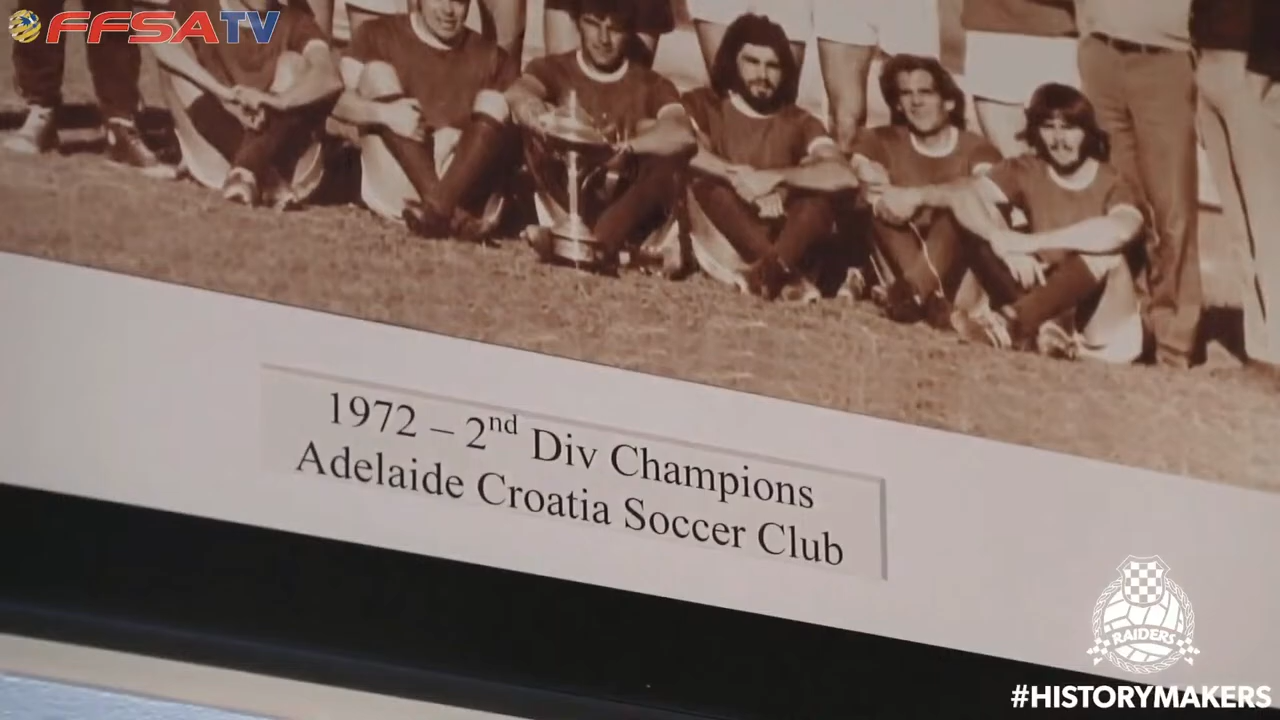 FFSATV
1972 – 2nd Div Champions
Adelaide Croatia Soccer Club
RAIDERS
#HISTORYMAKERS